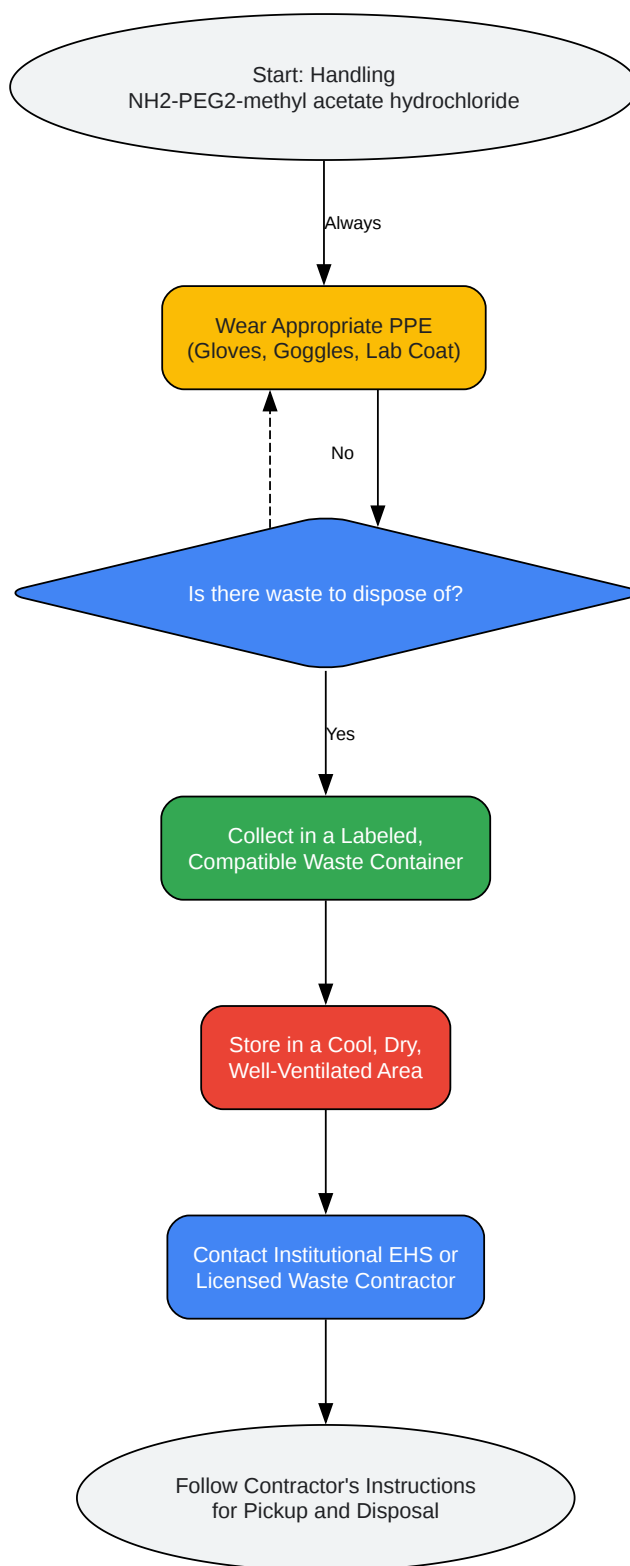 Start: Handling
NH2-PEG2-methyl acetate hydrochloride
Always
Wear Appropriate PPE
(Gloves, Goggles, Lab Coat)
No
Is there waste to dispose of?
Yes
Collect in a Labeled,
Compatible Waste Container
Store in a Cool, Dry,
Well-Ventilated Area
Contact Institutional EHS or
Licensed Waste Contractor
Follow Contractor's Instructions
for Pickup and Disposal